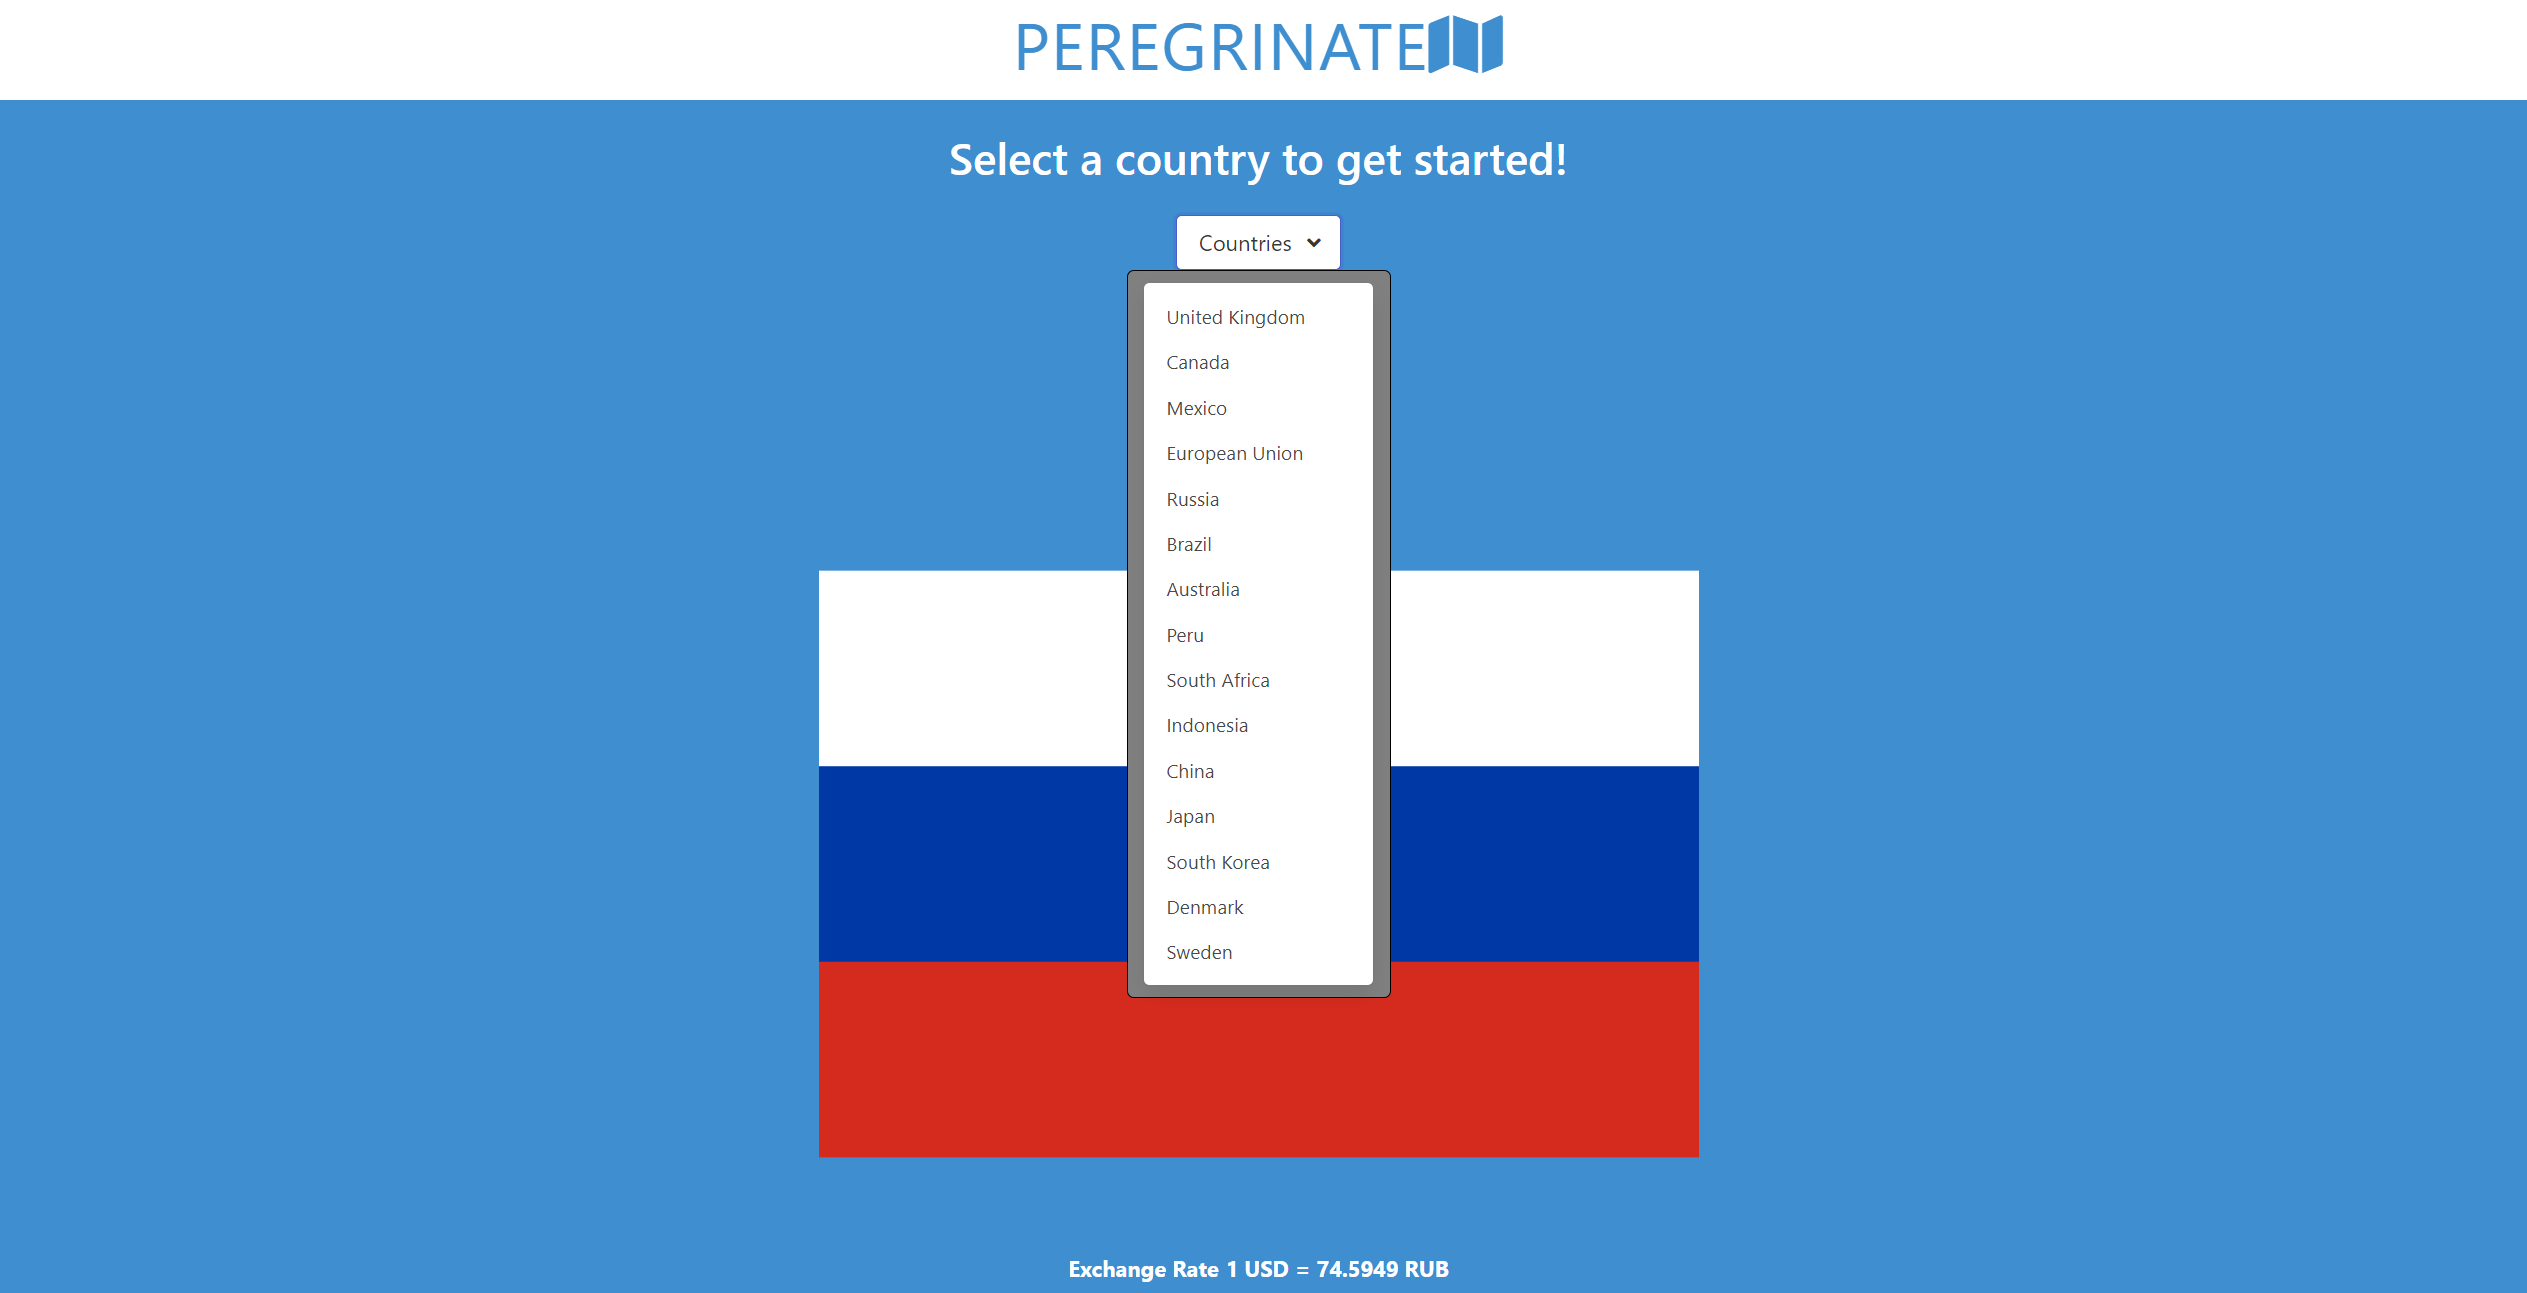 PEREGRINATE
Select a country to get started!
Countries
United Kingdom
Canada
Mexico
European Union
Russia
Brazil
Australia
Peru
South Africa
Indonesia
China
Japan
South Korea
Denmark
Sweden
Exchange Rate 1 USD = 74.5949 RUB